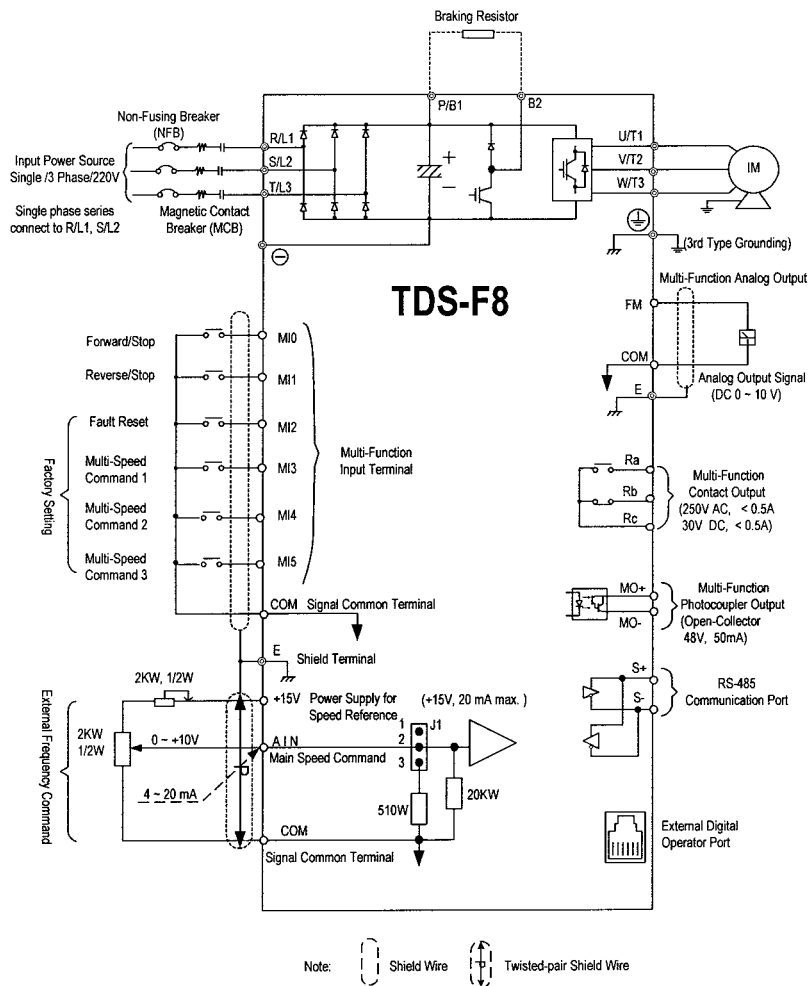 Braking Resistor
P/B1
B2
Non-Fusing Breaker
(NFB)
Input Power Source
Single /3 Phase/220V
Single phase series
connect to R/L1, S/L2
Magnetic Contact
Breaker (MCB)
R/L1
S/L2
T/L3
+
−
U/T1
V/T2
W/T3
IM
(3rd Type Grounding)
TDS-F8
Multi-Function Analog Output
FM
COM
E
Analog Output Signal
(DC 0 ~ 10 V)
Forward/Stop
MI0
Reverse/Stop
MI1
Factory Setting
Fault Reset
MI2
Multi-Speed
Command 1
MI3
Multi-Speed
Command 2
MI4
Multi-Speed
Command 3
MI5
Multi-Function
Input Terminal
COM
Signal Common Terminal
E
Shield Terminal
Ra
Rb
Rc
Multi-Function
Contact Output
(250V AC, < 0.5A
30V DC, < 0.5A)
MO+
MO-
Multi-Function
Photocoupler Output
(Open-Collector
48V, 50mA)
S+
S-
RS-485
Communication Port
External Frequency Command
2KW, 1/2W
2KW
1/2W
0 ~ +10V
4 ~ 20 mA
P
+15V
Power Supply for
Speed Reference
(+15V, 20 mA max.)
A I N
Main Speed Command
1
2
3
J1
510W
20KW
COM
Signal Common Terminal
External Digital
Operator Port
Note:
Shield Wire
P
Twisted-pair Shield Wire